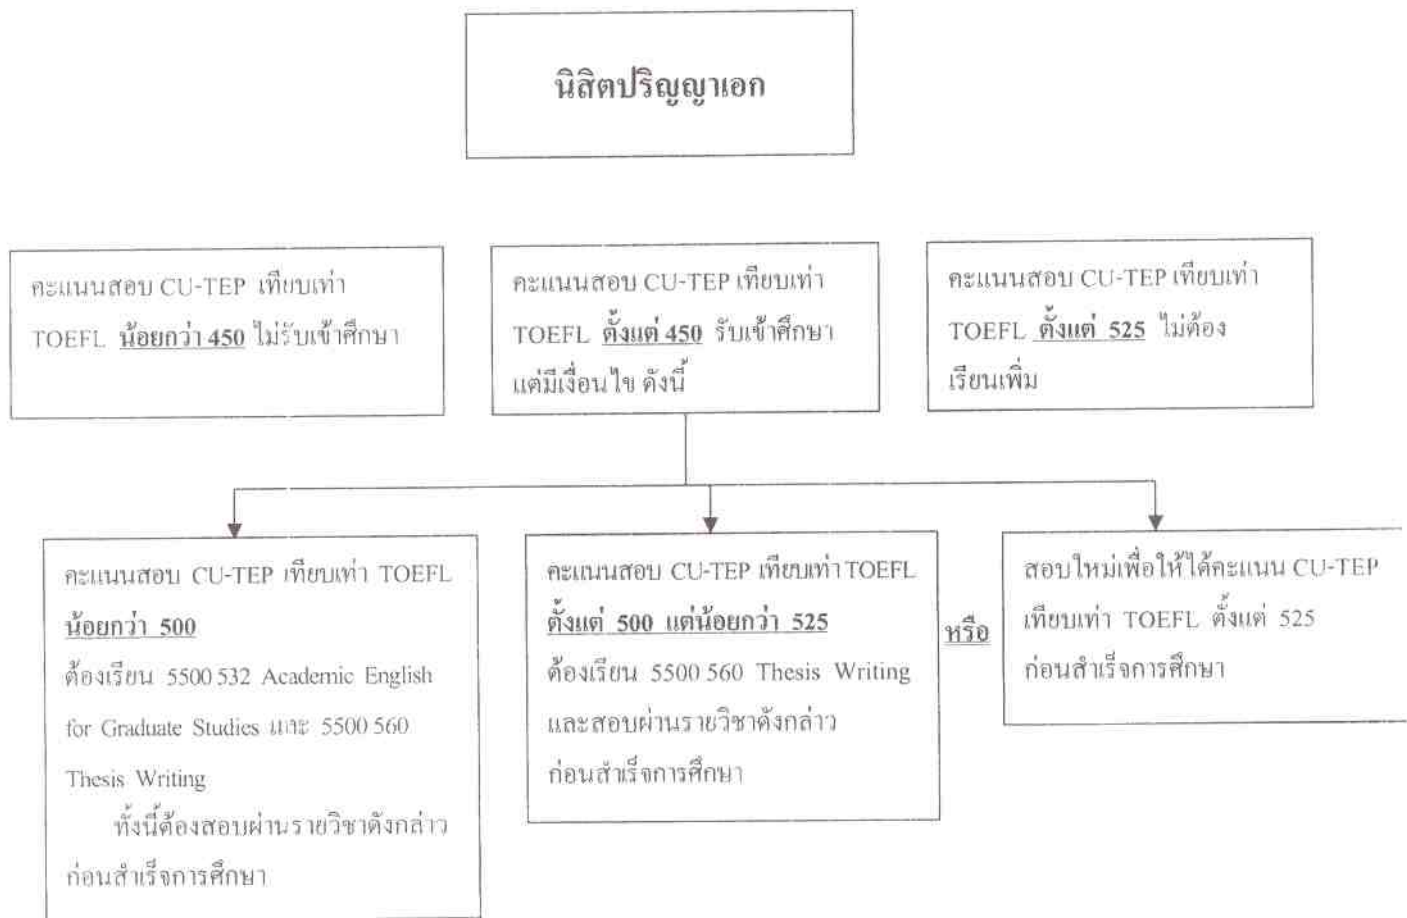 นิสิตปริญญาเอก
คะแนนสอบ CU-TEP เทียบเท่า
TOEFL น้อยกว่า 450 ไม่รับเข้าศึกษา
คะแนนสอบ CU-TEP เทียบเท่า
TOEFL ตั้งแต่ 450 รับเข้าศึกษา
แต่มีเงื่อนไข ดังนี้
คะแนนสอบ CU-TEP เทียบเท่า
TOEFL ตั้งแต่ 525 ไม่ต้อง
เรียนเพิ่ม
คะแนนสอบ CU-TEP เทียบเท่า TOEFL
น้อยกว่า 500
ต้องเรียน 5500 532 Academic English
for Graduate Studies และ 5500 560
Thesis Writing
ทั้งนี้ต้องสอบผ่านรายวิชาดังกล่าว
ก่อนสำเร็จการศึกษา
คะแนนสอบ CU-TEP เทียบเท่า TOEFL
ตั้งแต่ 500 แต่น้อยกว่า 525
ต้องเรียน 5500 560 Thesis Writing
และสอบผ่านรายวิชาดังกล่าว
ก่อนสำเร็จการศึกษา
หรือ
สอบใหม่เพื่อให้ได้คะแนน CU-TEP
เทียบเท่า TOEFL ตั้งแต่ 525
ก่อนสำเร็จการศึกษา